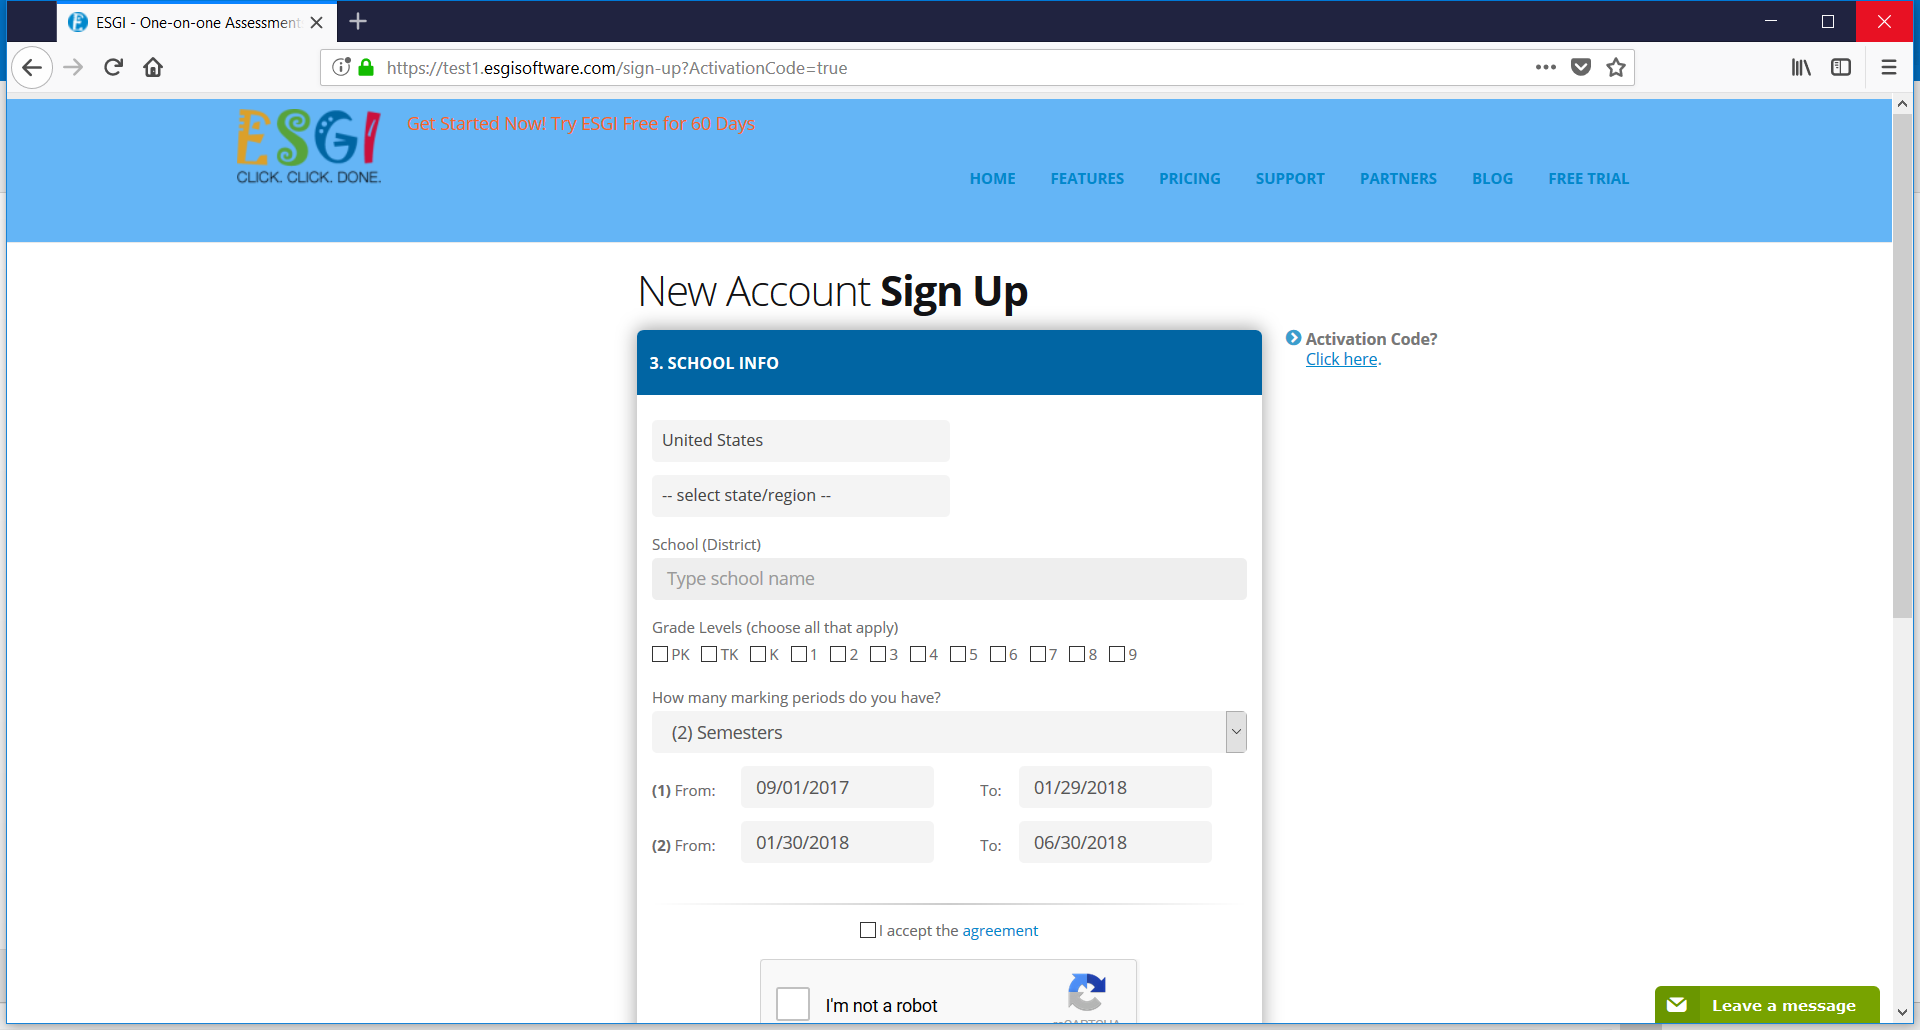 ESGI - One-on-one Assessment
https://test1.esgisoftware.com/sign-up?ActivationCode=true
ESGI
CLICK. CLICK. DONE.
Get Started Now! Try ESGI Free for 60 Days
HOME FEATURES PRICING SUPPORT PARTNERS BLOG FREE TRIAL
New Account Sign Up
Activation Code?
Click here.
3. SCHOOL INFO
United States
-- select state/region --
School (District)
Type school name
Grade Levels (choose all that apply)
PK TK K 1 2 3 4 5 6 7 8 9
How many marking periods do you have?
(2) Semesters
(1) From: 09/01/2017 To: 01/29/2018
(2) From: 01/30/2018 To: 06/30/2018
I accept the agreement
I'm not a robot
Leave a message